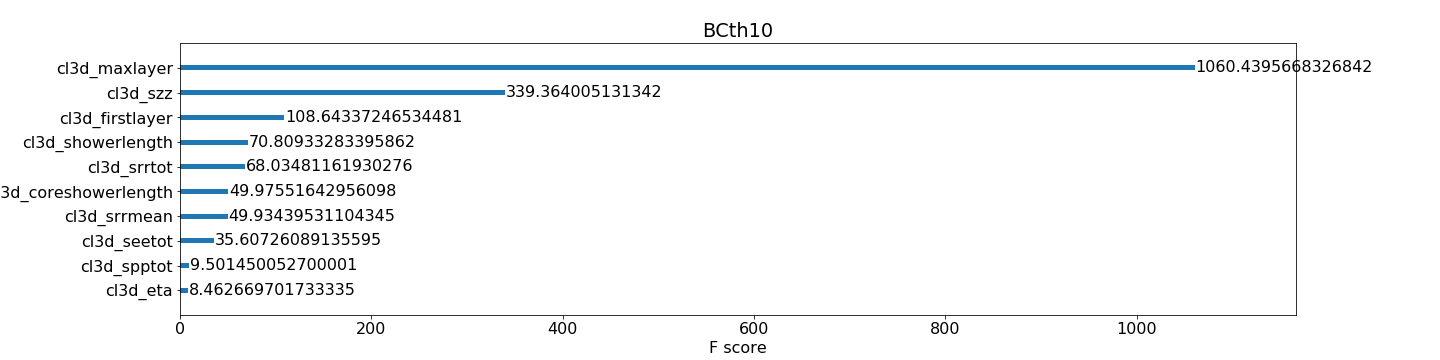 BCth10
cl3d_maxlayer 1060.4395668326842
cl3d_szz 339.364005131342
cl3d_firstlayer 108.64337246534481
cl3d_showerlength 70.80933283395862
cl3d_srrtot 68.03481161930276
3d_coreshowerlength 49.97551642956098
cl3d_srrmean 49.93439531104345
cl3d_seetot 35.60726089135595
cl3d_spptot 9.501450052700001
cl3d_eta 8.462669701733335
0 200 400 600 800 1000
F score